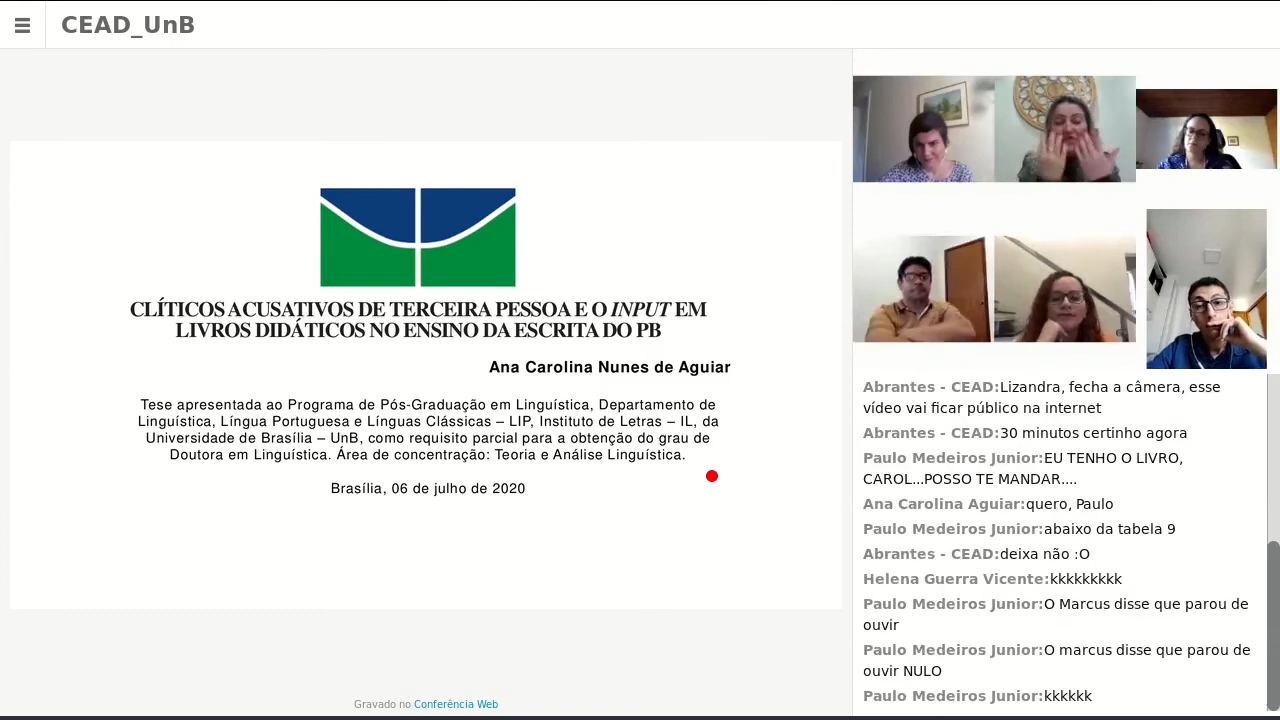 CEAD_UnB
CLÍTICOS ACUSATIVOS DE TERCEIRA PESSOA E O INPUT EM
LIVROS DIDÁTICOS NO ENSINO DA ESCRITA DO PB
Ana Carolina Nunes de Aguiar
Tese apresentada ao Programa de Pós-Graduação em Linguística, Departamento de
Linguística, Língua Portuguesa e Línguas Clássicas – LIP, Instituto de Letras – IL, da
Universidade de Brasília – UnB, como requisito parcial para a obtenção do grau de
Doutora em Linguística. Área de concentração: Teoria e Análise Linguística.
Brasília, 06 de julho de 2020
Gravado no Conferência Web
Abrantes - CEAD:Lizandra, fecha a câmera, esse
vídeo vai ficar público na internet
Abrantes - CEAD:30 minutos certinho agora
Paulo Medeiros Junior:EU TENHO O LIVRO,
CAROL...POSSO TE MANDAR....
Ana Carolina Aguiar:quero, Paulo
Paulo Medeiros Junior:abaixo da tabela 9
Abrantes - CEAD:deixa não :O
Helena Guerra Vicente:kkkkkkkkk
Paulo Medeiros Junior:O Marcus disse que parou de
ouvir
Paulo Medeiros Junior:O marcus disse que parou de
ouvir NULO
Paulo Medeiros Junior:kkkkkk